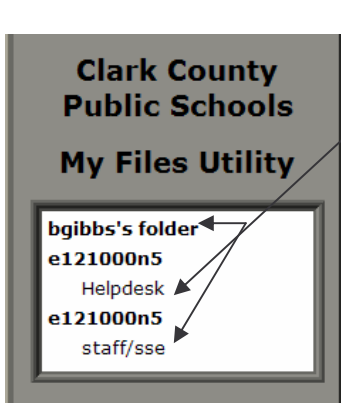 Clark County
Public Schools
My Files Utility
bgibbs's folder
e121000n5
Helpdesk
e121000n5
staff/sse